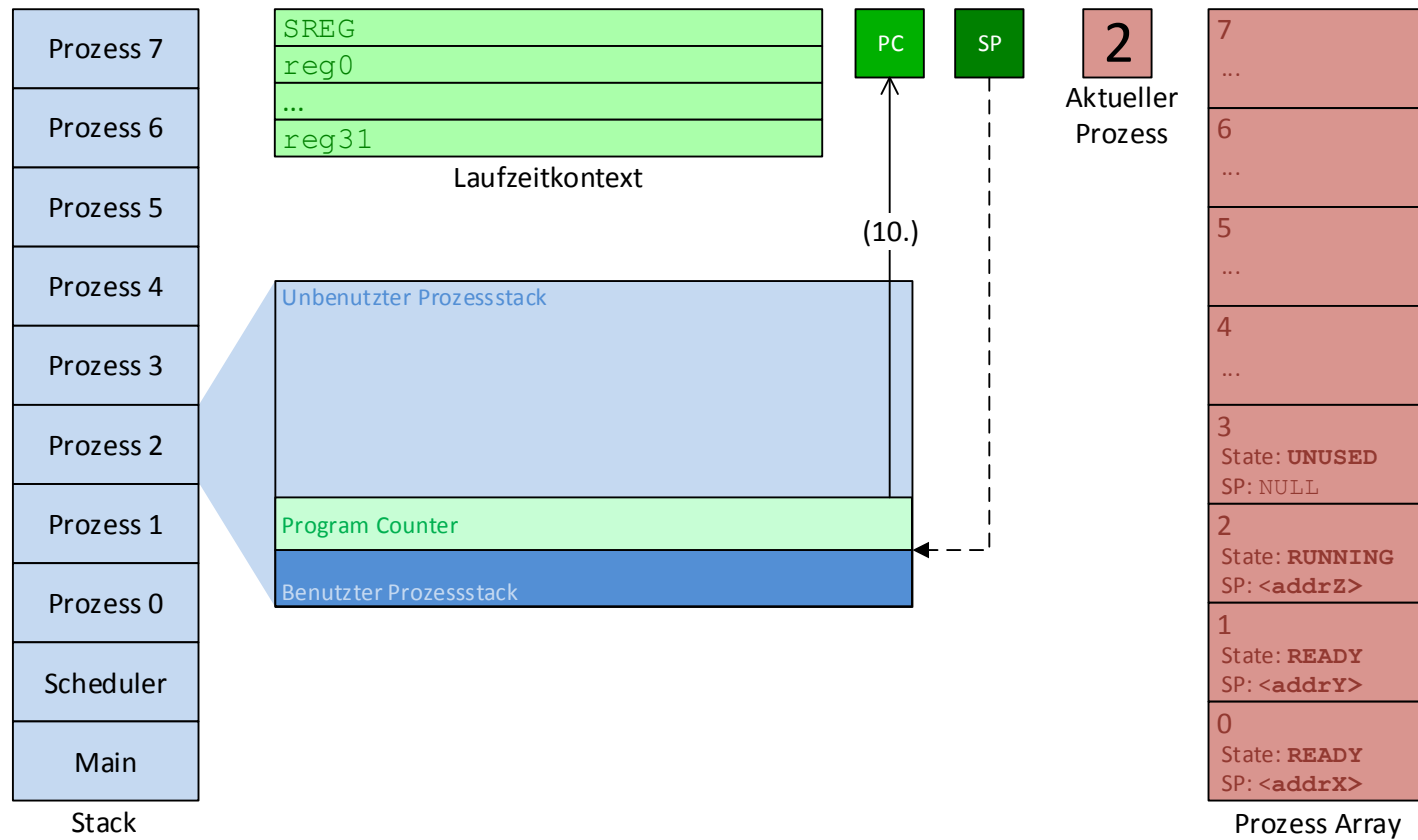 Prozess 7
Prozess 6
Prozess 5
Prozess 4
Prozess 3
Prozess 2
Prozess 1
Prozess 0
Scheduler
Main
Stack
SREG
reg0
...
reg31
Laufzeitkontext
PC
SP
2
Aktueller
Prozess
(10.)
Unbenutzter Prozessstack
Program Counter
Benutzter Prozessstack
7
...
6
...
5
...
4
...
3
State: UNUSED
SP: NULL
2
State: RUNNING
SP: <addrZ>
1
State: READY
SP: <addrY>
0
State: READY
SP: <addrX>
Prozess Array